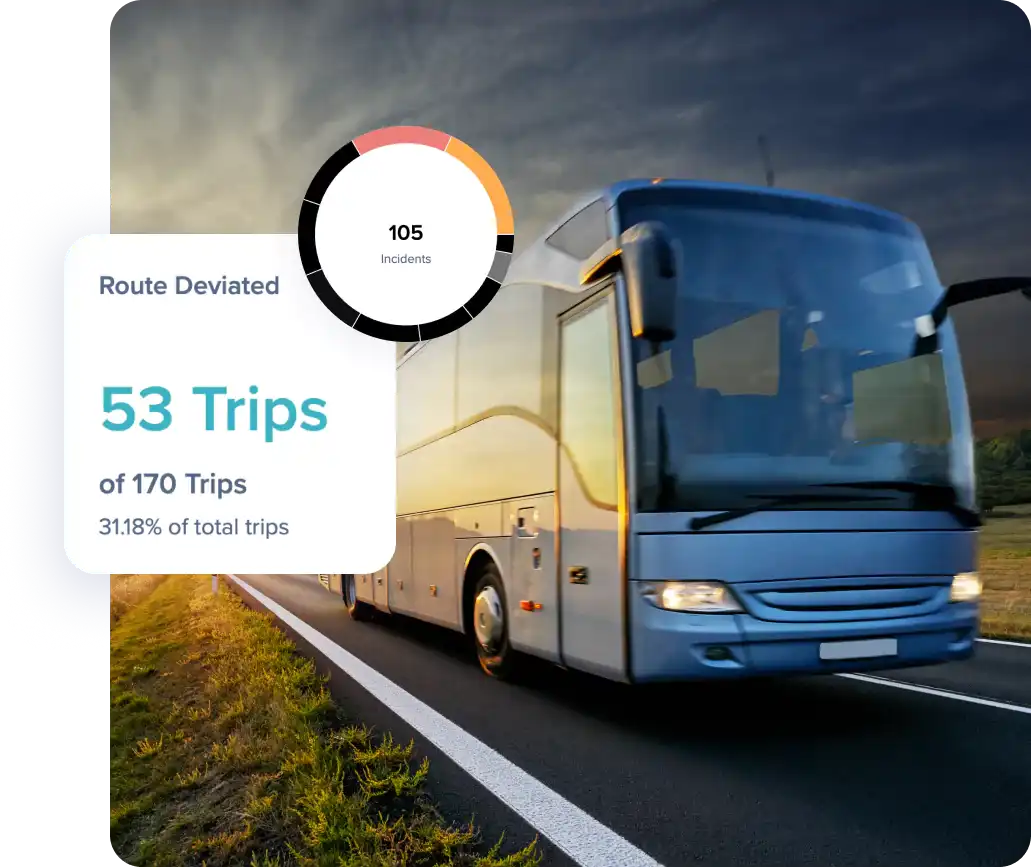 105
Incidents
Route Deviated
53 Trips
of 170 Trips
31.18% of total trips